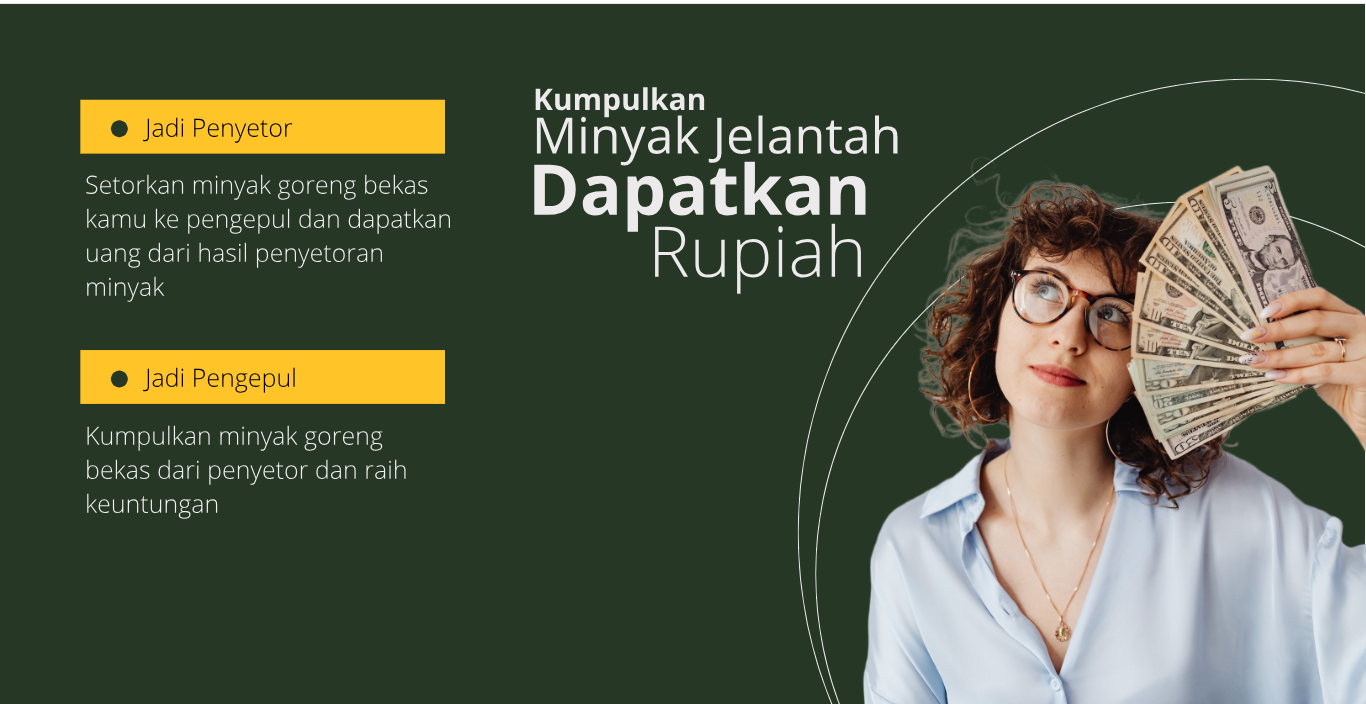 Jadi Penyetor
Setorkan minyak goreng bekas
kamu ke pengepul dan dapatkan
uang dari hasil penyetoran
minyak
Jadi Pengepul
Kumpulkan minyak goreng
bekas dari penyetor dan raih
keuntungan
Kumpulkan
Minyak Jelantah
Dapatkan
Rupiah